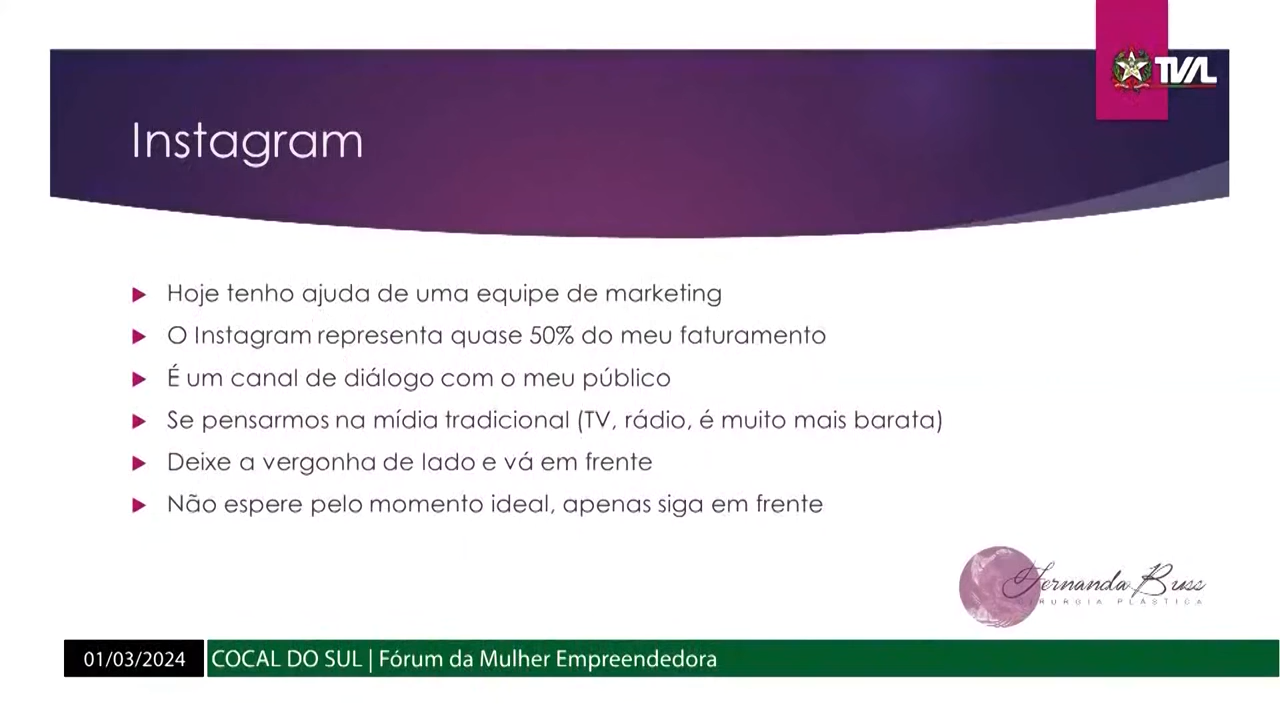 TVAL
Instagram
Hoje tenho ajuda de uma equipe de marketing
O Instagram representa quase 50% do meu faturamento
É um canal de diálogo com o meu público
Se pensarmos na mídia tradicional (TV, rádio, é muito mais barata)
Deixe a vergonha de lado e vá em frente
Não espere pelo momento ideal, apenas siga em frente
Fernanda Buss
CIRURGIA PLÁSTICA
01/03/2024 COCAL DO SUL | Fórum da Mulher Empreendedora